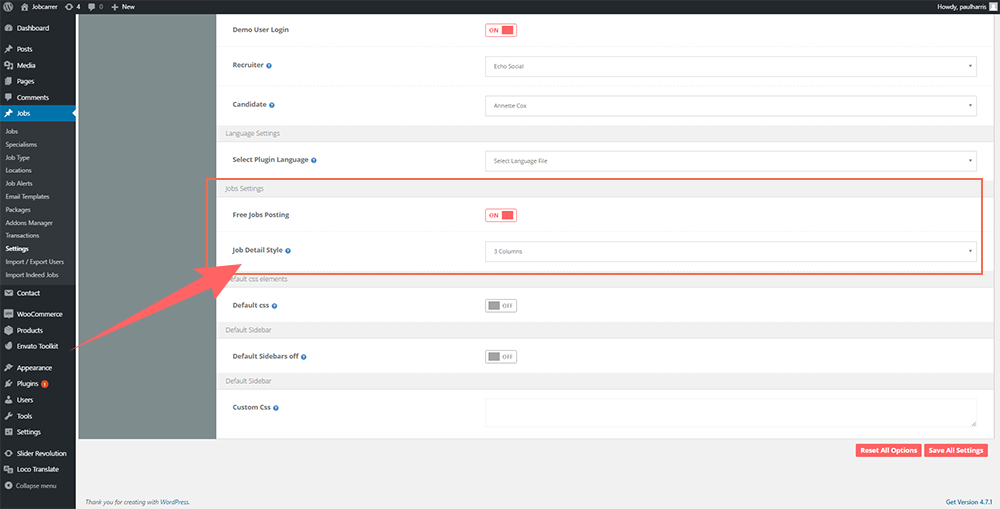 Jobcarrer 4 0 New
Howdy, paulharris
Dashboard
Posts
Media
Pages
Comments
Jobs
Jobs
Specialisms
Job Type
Locations
Job Alerts
Email Templates
Packages
Addons Manager
Transactions
Settings
Import / Export Users
Import Indeed Jobs
Contact
WooCommerce
Products
Envato Toolkit
Appearance
Plugins 1
Users
Tools
Settings
Slider Revolution
Loco Translate
Collapse menu
Demo User Login ON
Recruiter ? Echo Social
Candidate ? Annette Cox
Language Settings
Select Plugin Language ? Select Language File
Jobs Settings
Free Jobs Posting ON
Job Detail Style ? 3 Columns
efault css elements
Default css ? OFF
Default Sidebar
Default Sidebars off ? OFF
Default Sidebar
Custom Css ?
Reset All Options Save All Settings
Thank you for creating with WordPress.
Get Version 4.7.1